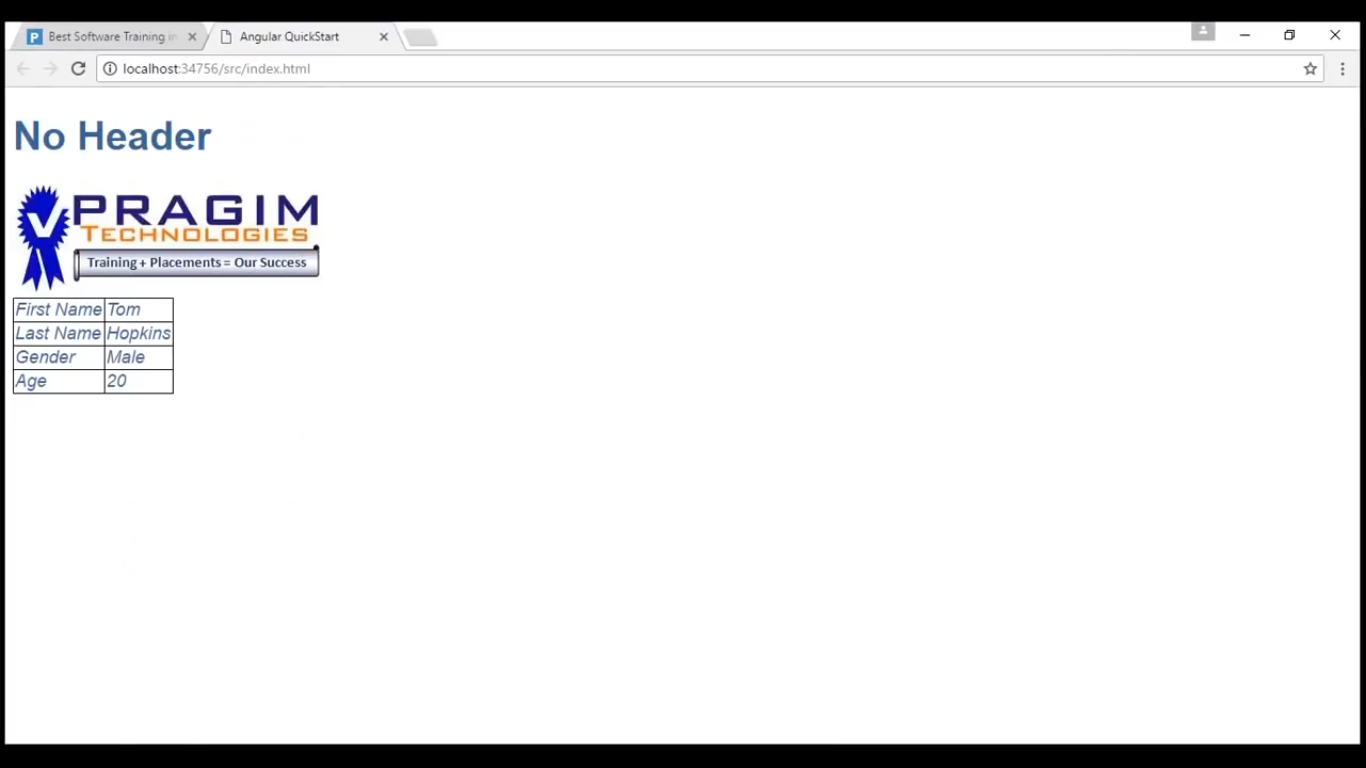 Best Software Training in
Angular QuickStart
localhost:34756/src/index.html
No Header
PRAGIM
TECHNOLOGIES
Training + Placements = Our Success
First Name Tom
Last Name Hopkins
Gender Male
Age 20